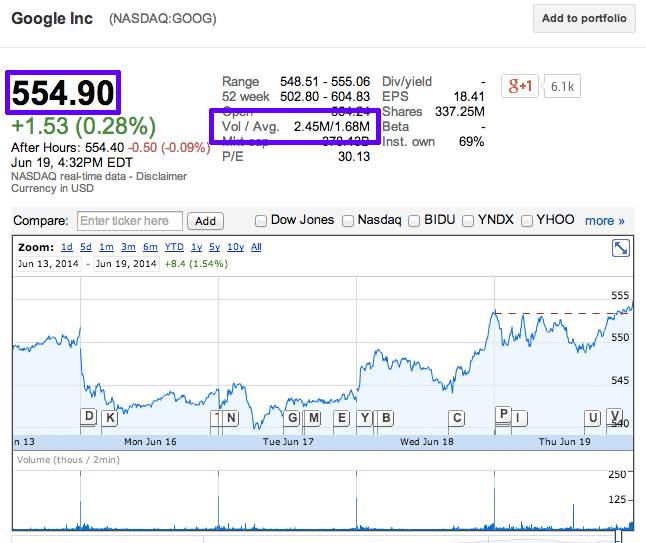 Google Inc (NASDAQ:GOOG)
Add to portfolio
554.90
+1.53 (0.28%)
After Hours: 554.40 -0.50 (-0.09%)
Jun 19, 4:32PM EDT
NASDAQ real-time data - Disclaimer
Currency in USD
Range 548.51 - 555.06
52 week 502.80 - 604.83
Open 554.24
Vol / Avg. 2.45M/1.68M
Mkt cap
P/E 30.13
Div/yield -
EPS 18.41
Shares 337.25M
Beta -
Inst. own 69%
g+1 6.1k
Compare: Enter ticker here Add Dow Jones Nasdaq BIDU YNDX YHOO more »
Zoom: 1d 5d 1m 3m 6m YTD 1y 5y 10y All
Jun 13, 2014 - Jun 19, 2014 +8.4 (1.54%)
555
550
545
540
D K N G M E Y B C P I U V
n 13 Mon Jun 16 Tue Jun 17 Wed Jun 18 Thu Jun 19
Volume (thous / 2min)
250
125